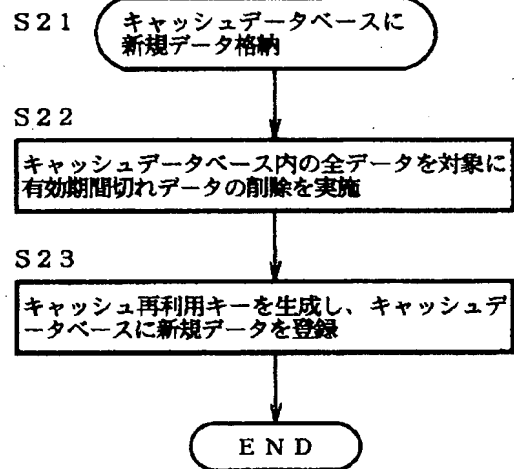 S21
キャッシュデータベースに
新規データ格納
S22
キャッシュデータベース内の全データを対象に
有効期間切れデータの削除を実施
S23
キャッシュ再利用キーを生成し、キャッシュデ
ータベースに新規データを登録
END